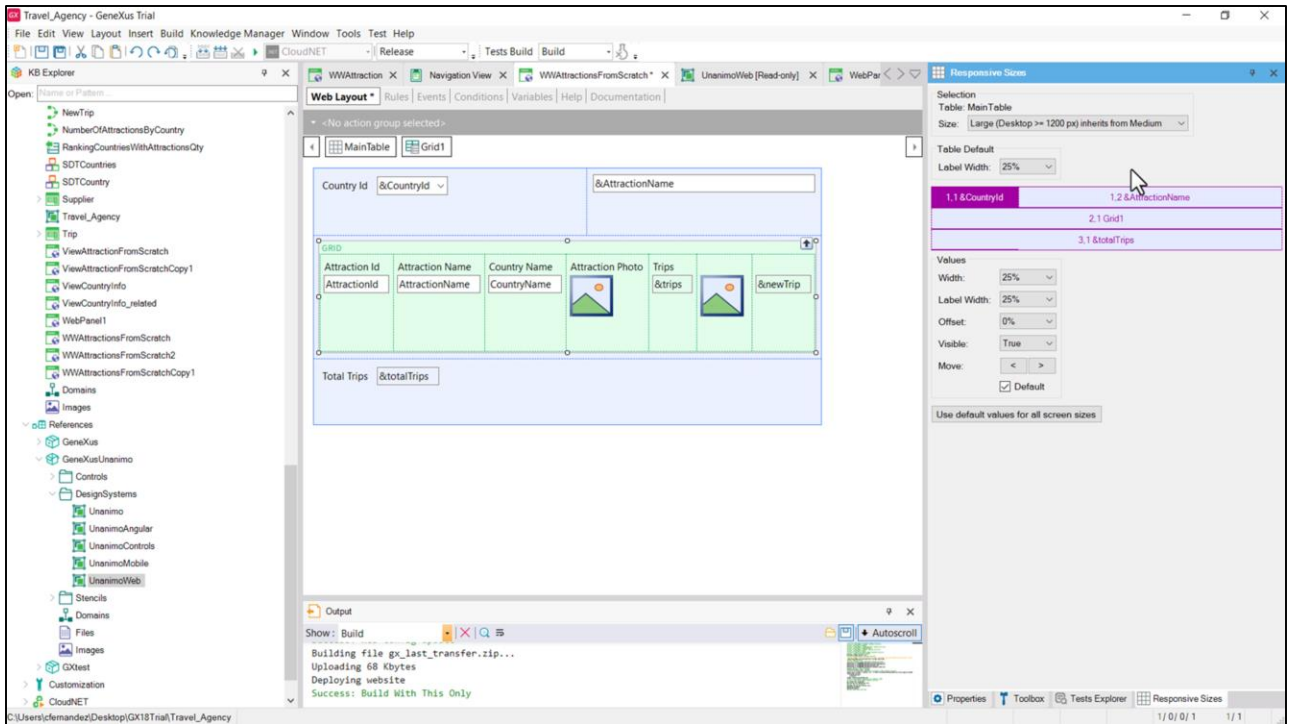 GX Travel_Agency - GeneXus Trial
File Edit View Layout Insert Build Knowledge Manager Window Tools Test Help
CloudNET Release Tests Build Build
KB Explorer
Open: Name or Pattern...
NewTrip
NumberOfAttractionsByCountry
RankingCountriesWithAttractionsQty
SDTCountries
SDTCountry
Supplier
Travel_Agency
Trip
ViewAttractionFromScratch
ViewAttractionFromScratchCopy1
ViewCountryInfo
ViewCountryInfo_related
WebPanel1
WWAttractionsFromScratch
WWAttractionsFromScratch2
WWAttractionsFromScratchCopy1
Domains
Images
References
GeneXus
GeneXusUnanimo
Controls
DesignSystems
Unanimo
UnanimoAngular
UnanimoControls
UnanimoMobile
UnanimoWeb
Stencils
Domains
Files
Images
GXtest
Customization
CloudNET
WWAttraction X Navigation View X WWAttractionsFromScratch* X UnanimoWeb [Read-only] X WebPar
Web Layout * Rules Events Conditions Variables Help Documentation
<No action group selected>
MainTable Grid1
Country Id &CountryId &AttractionName
GRID
Attraction Id Attraction Name Country Name Attraction Photo Trips
AttractionId AttractionName CountryName &trips &newTrip
Total Trips &totalTrips
Output
Show: Build Autoscroll
Building file gx_last_transfer.zip...
Uploading 68 Kbytes
Deploying website
Success: Build With This Only
Responsive Sizes
Selection
Table: MainTable
Size: Large (Desktop >= 1200 px) inherits from Medium
Table Default
Label Width: 25%
1,1 &CountryId 1,2 &AttractionName
2,1 Grid1
3,1 &totalTrips
Values
Width: 25%
Label Width: 25%
Offset: 0%
Visible: True
Move: < >
Default
Use default values for all screen sizes
Properties Toolbox Tests Explorer Responsive Sizes
C:\Users\cfernandez\Desktop\GX18Trial\Travel_Agency 1/ 0/ 0/ 1 1/ 1